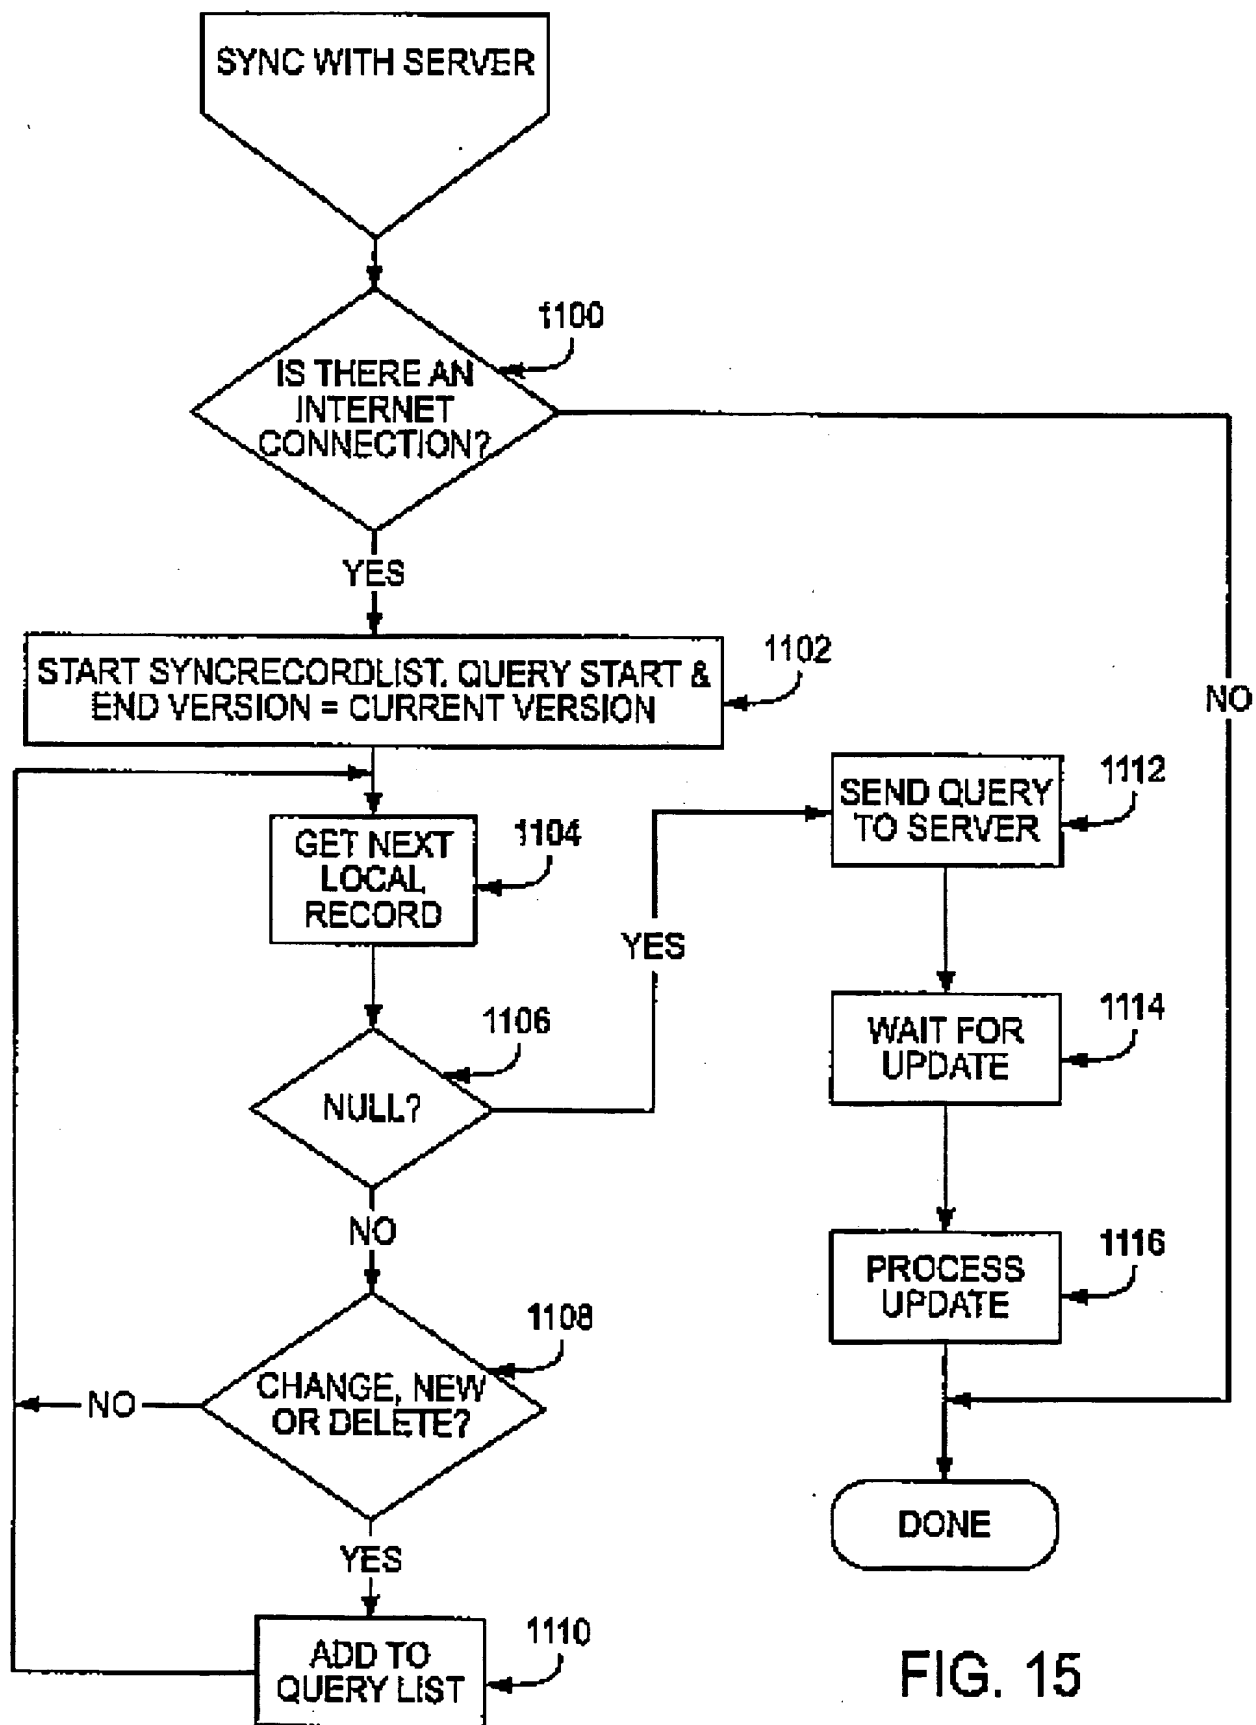 SYNC WITH SERVER
1100
IS THERE AN
INTERNET
CONNECTION?
YES
NO
1102
START SYNCRECORDLIST. QUERY START &
END VERSION = CURRENT VERSION
1104
GET NEXT
LOCAL
RECORD
YES
1112
SEND QUERY
TO SERVER
1106
NULL?
1114
WAIT FOR
UPDATE
NO
1116
PROCESS
UPDATE
1108
CHANGE, NEW
OR DELETE?
NO
YES
DONE
1110
ADD TO
QUERY LIST
FIG. 15